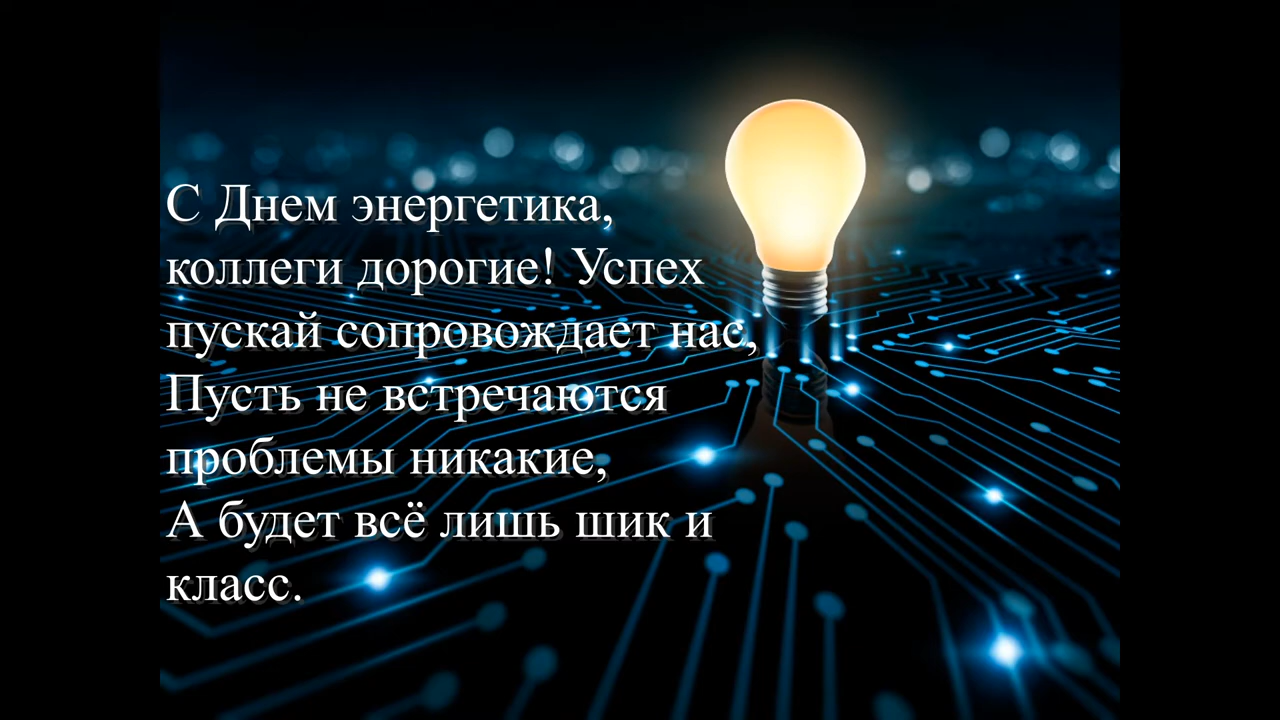 С Днем энергетика,
коллеги дорогие! Успех
пускай сопровождает нас,
Пусть не встречаются
проблемы никакие,
А будет всё лишь шик и
класс.